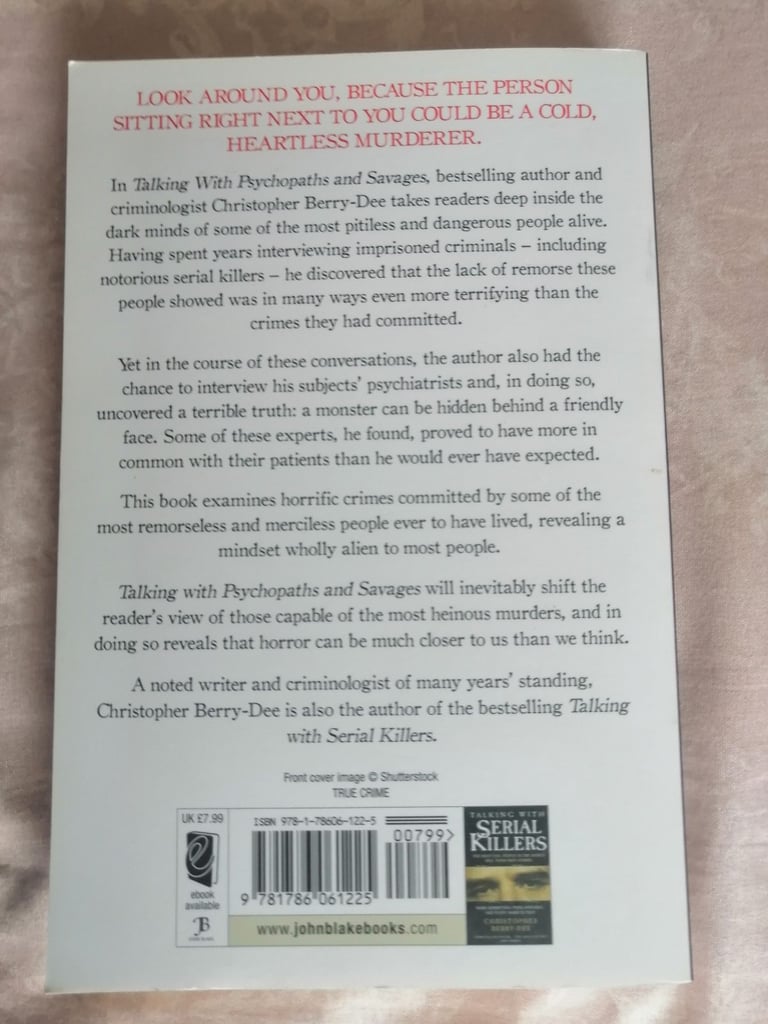 LOOK AROUND YOU, BECAUSE THE PERSON
SITTING RIGHT NEXT TO YOU COULD BE A COLD,
HEARTLESS MURDERER.
In Talking With Psychopaths and Savages, bestselling author and
criminologist Christopher Berry-Dee takes readers deep inside the
dark minds of some of the most pitiless and dangerous people alive.
Having spent years interviewing imprisoned criminals – including
notorious serial killers – he discovered that the lack of remorse these
people showed was in many ways even more terrifying than the
crimes they had committed.
Yet in the course of these conversations, the author also had the
chance to interview his subjects' psychiatrists and, in doing so,
uncovered a terrible truth: a monster can be hidden behind a friendly
face. Some of these experts, he found, proved to have more in
common with their patients than he would ever have expected.
This book examines horrific crimes committed by some of the
most remorseless and merciless people ever to have lived, revealing a
mindset wholly alien to most people.
Talking with Psychopaths and Savages will inevitably shift the
reader's view of those capable of the most heinous murders, and in
doing so reveals that horror can be much closer to us than we think.
A noted writer and criminologist of many years' standing,
Christopher Berry-Dee is also the author of the bestselling Talking
with Serial Killers.
Front cover image © Shutterstock
TRUE CRIME
UK £7.99
e
ebook
available
JB
ISBN 978-1-78606-122-5
00799>
9 781786 061225
www.johnblakebooks.com
TALKING WITH
SERIAL
KILLERS
CHRISTOPHER
BERRY-DEE